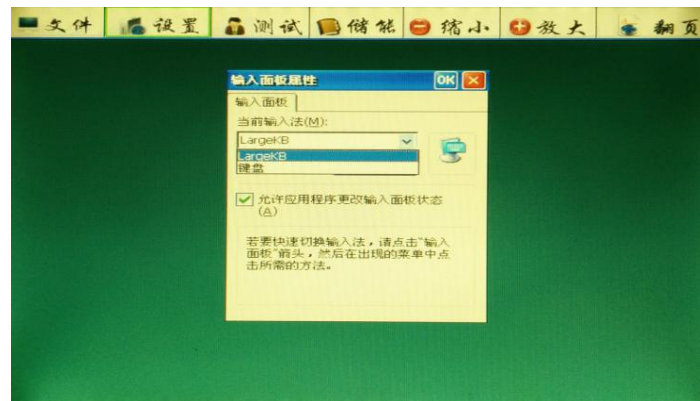 文件 设置 测试 储能 缩小 放大 翻页
输入面板属性 OK
输入面板
当前输入法(M):
LargeKB
LargeKB
键盘
允许应用程序更改输入面板状态
(A)
若要快速切换输入法，请点击"输入
面板"箭头，然后在出现的菜单中点
击所需的方法。